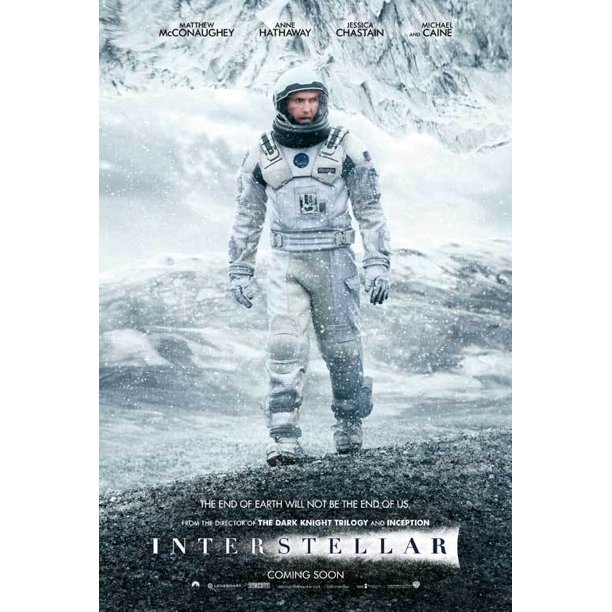 MATTHEW ANNE JESSICA MICHAEL
McCONAUGHEY HATHAWAY CHASTAIN AND CAINE
THE END OF EARTH WILL NOT BE THE END OF US.
FROM THE DIRECTOR OF THE DARK KNIGHT TRILOGY AND INCEPTION
INTERSTELLAR
COMING SOON
LEGENDARY